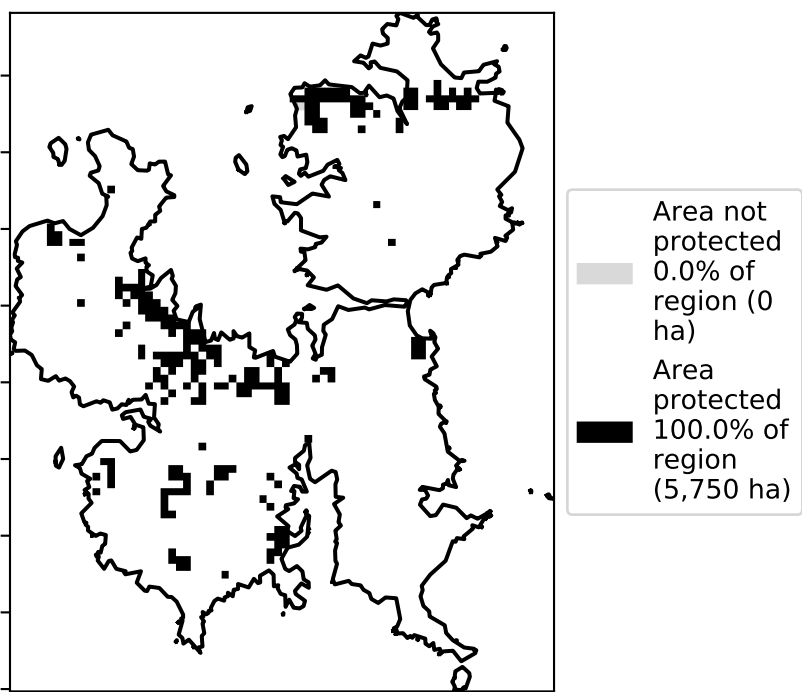 Area not
protected
0.0% of
region (0
ha)
Area
protected
100.0% of
region
(5,750 ha)